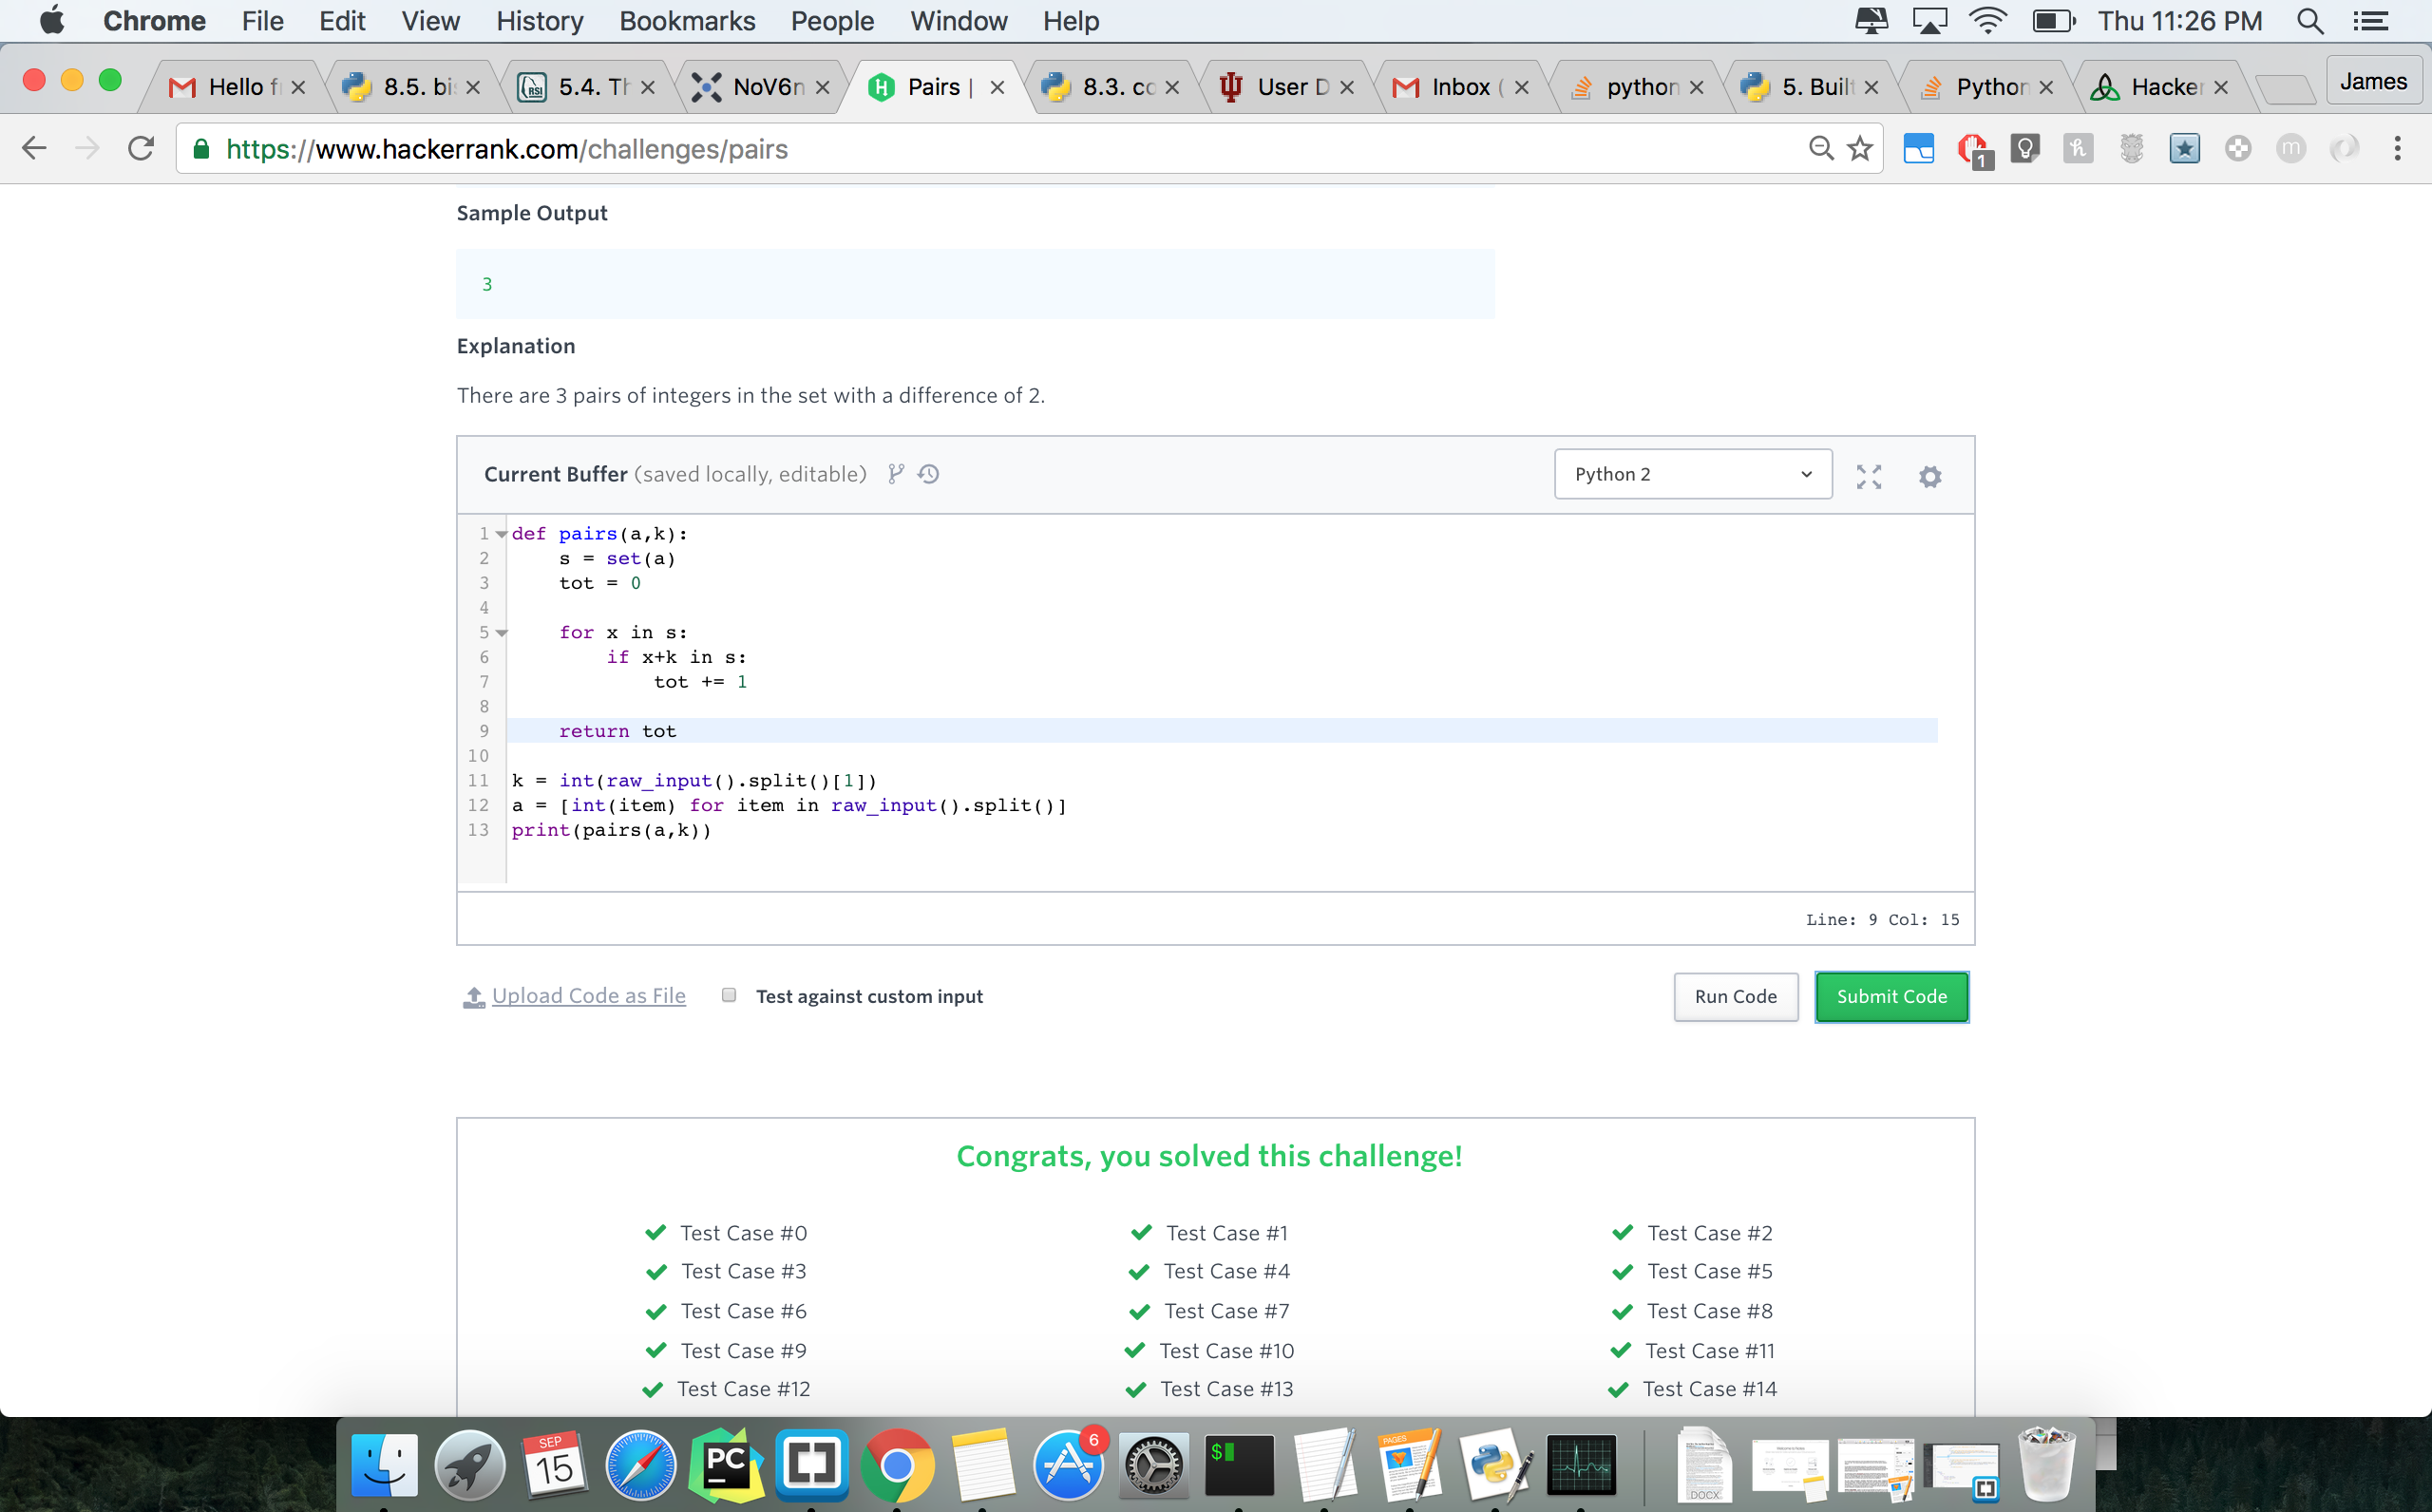 Chrome File Edit View History Bookmarks People Window Help Thu 11:26 PM
Hello f 8.5. bi 5.4. Th NoV6n Pairs | 8.3. co User D Inbox ( python 5. Built Python Hacker James
https://www.hackerrank.com/challenges/pairs 1 h m
Sample Output
3
Explanation
There are 3 pairs of integers in the set with a difference of 2.
Current Buffer (saved locally, editable) Python 2
1 def pairs(a,k):
2 s = set(a)
3 tot = 0
4
5 for x in s:
6 if x+k in s:
7 tot += 1
8
9 return tot
10
11 k = int(raw_input().split()[1])
12 a = [int(item) for item in raw_input().split()]
13 print(pairs(a,k))
Line: 9 Col: 15
Upload Code as File Test against custom input Run Code Submit Code
Congrats, you solved this challenge!
Test Case #0 Test Case #1 Test Case #2
Test Case #3 Test Case #4 Test Case #5
Test Case #6 Test Case #7 Test Case #8
Test Case #9 Test Case #10 Test Case #11
Test Case #12 Test Case #13 Test Case #14
SEP
15
PC
6
$
PAGES
DOCX